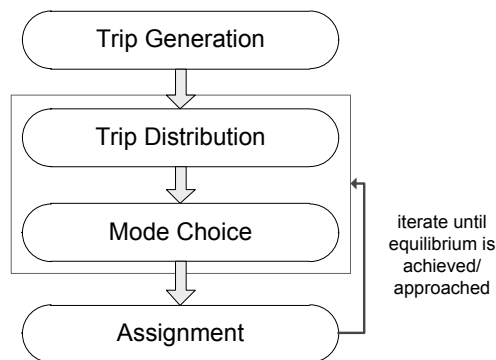 Trip Generation
Trip Distribution
Mode Choice
iterate until
equilibrium is
achieved/
approached
Assignment